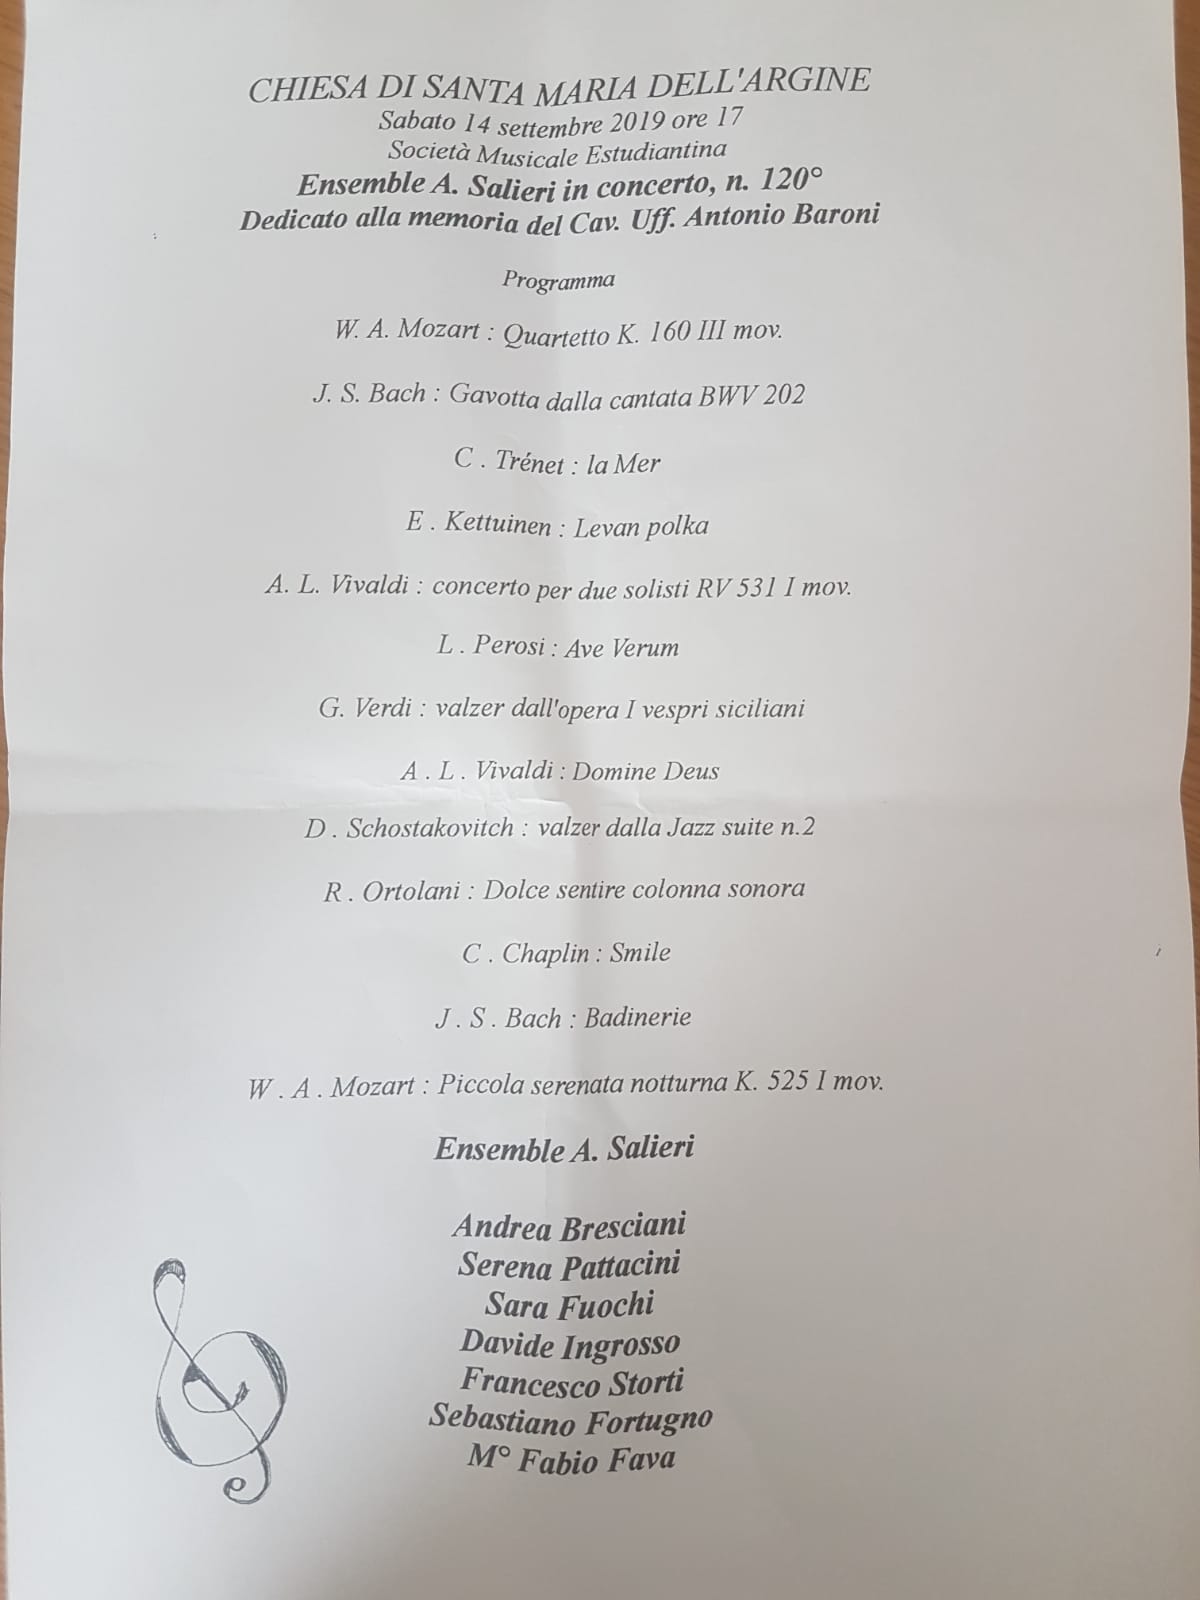 CHIESA DI SANTA MARIA DELL'ARGINE
Sabato 14 settembre 2019 ore 17
Società Musicale Estudiantina
Ensemble A. Salieri in concerto, n. 120°
Dedicato alla memoria del Cav. Uff. Antonio Baroni
Programma
W. A. Mozart : Quartetto K. 160 III mov.
J. S. Bach : Gavotta dalla cantata BWV 202
C . Trénet : la Mer
E . Kettuinen : Levan polka
A. L. Vivaldi : concerto per due solisti RV 531 I mov.
L . Perosi : Ave Verum
G. Verdi : valzer dall'opera I vespri siciliani
A . L . Vivaldi : Domine Deus
D . Schostakovitch : valzer dalla Jazz suite n.2
R . Ortolani : Dolce sentire colonna sonora
C . Chaplin : Smile
J . S . Bach : Badinerie
W . A . Mozart : Piccola serenata notturna K. 525 I mov.
Ensemble A. Salieri
Andrea Bresciani
Serena Pattacini
Sara Fuochi
Davide Ingrosso
Francesco Storti
Sebastiano Fortugno
M° Fabio Fava